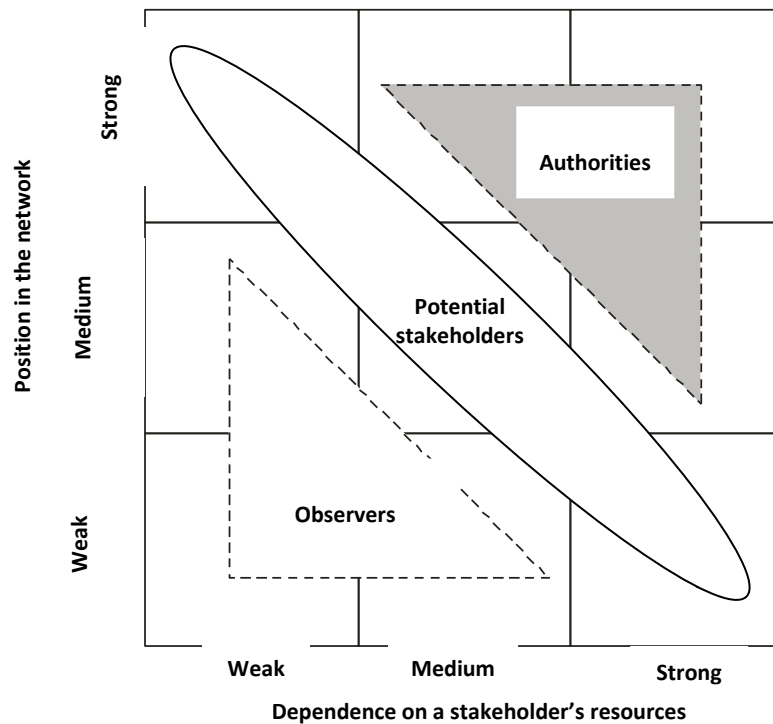 Position in the network
Strong
Medium
Weak
Authorities
Potential
stakeholders
Observers
Weak
Medium
Strong
Dependence on a stakeholder's resources